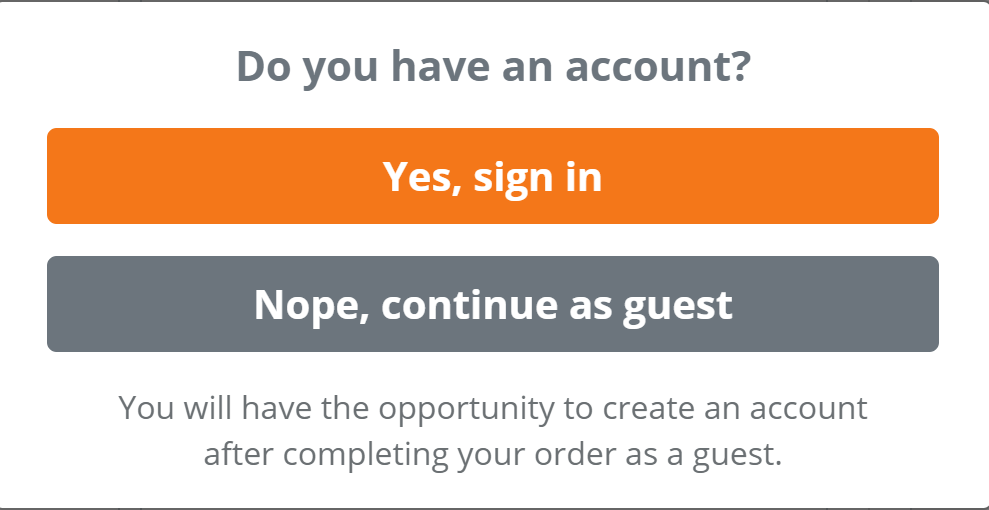 Do you have an account?
Yes, sign in
Nope, continue as guest
You will have the opportunity to create an account
after completing your order as a guest.